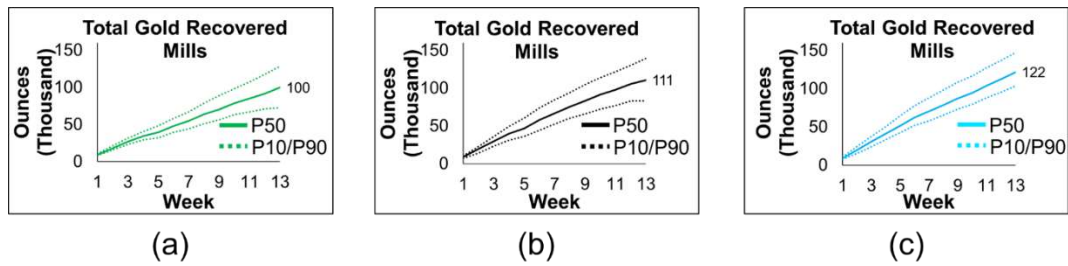 Total Gold Recovered
Mills
Ounces
(Thousand)
150
100
50
0
100
P50
P10/P90
1 3 5 7 9 11 13
Week
(a)
Total Gold Recovered
Mills
Ounces
(Thousand)
150
100
50
0
111
P50
P10/P90
1 3 5 7 9 11 13
Week
(b)
Total Gold Recovered
Mills
Ounces
(Thousand)
150
100
50
0
122
P50
P10/P90
1 3 5 7 9 11 13
Week
(c)